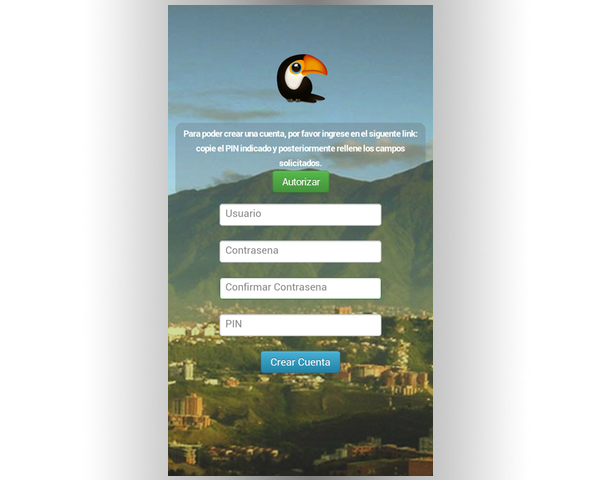 Para poder crear una cuenta, por favor ingrese en el siguente link:
copie el PIN indicado y posteriormente rellene los campos
solicitados.
Autorizar
Usuario
Contrasena
Confirmar Contrasena
PIN
Crear Cuenta